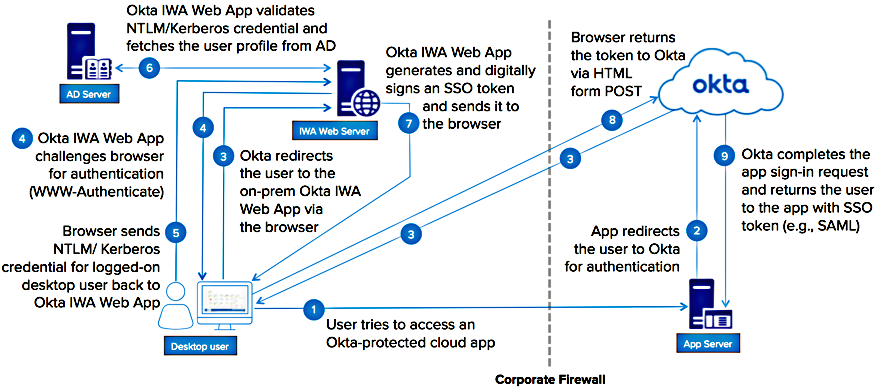 Okta IWA Web App validates
NTLM/Kerberos credential and
fetches the user profile from AD
6
AD Server
Okta IWA Web App
generates and digitally
signs an SSO token
and sends it to
the browser
7
IWA Web Server
Browser returns
the token to Okta
via HTML
form POST
8
okta
4
Okta IWA Web App
challenges browser
for authentication
(WWW-Authenticate)
4
3
Okta redirects
the user to the
on-prem Okta IWA
Web App via
the browser
3
3
9
Okta completes the
app sign-in request
and returns the user
to the app with SSO
token (e.g., SAML)
2
App redirects
the user to Okta
for authentication
5
Browser sends
NTLM/ Kerberos
credential for logged-on
desktop user back to
Okta IWA Web App
Desktop user
1
User tries to access an
Okta-protected cloud app
App Server
Corporate Firewall